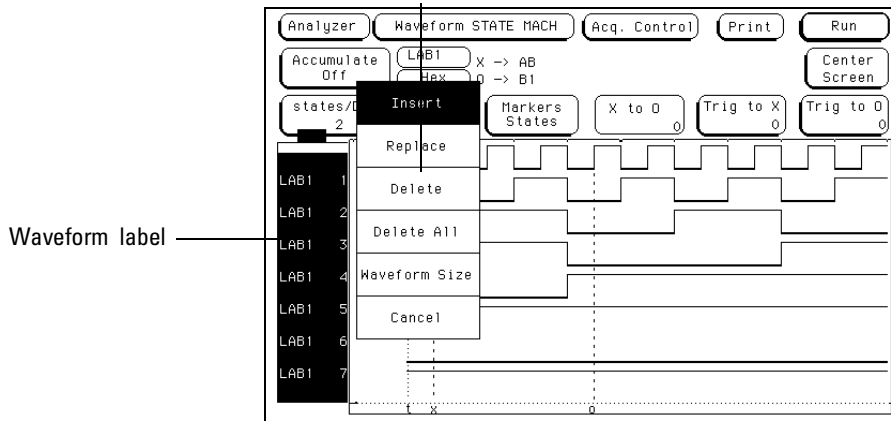 Analyzer Waveform STATE MACH Acq. Control Print Run
Accumulate Off LAB1 X -> AB Center Screen
Hex O -> B1
states/D 2 Markers States X to O 0 Trig to X 0 Trig to O 0
Insert
Replace
Delete
Delete All
Waveform Size
Cancel
Waveform label
LAB1 1
LAB1 2
LAB1 3
LAB1 4
LAB1 5
LAB1 6
LAB1 7
t X O